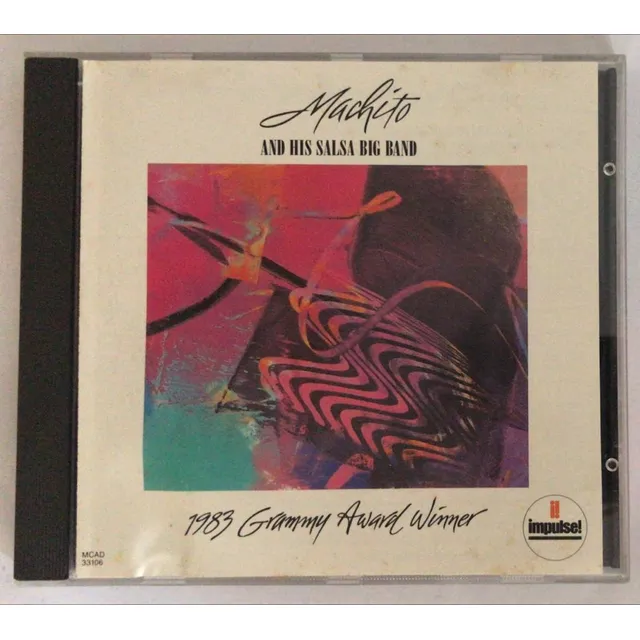 Machito
AND HIS SALSA BIG BAND
1983 Grammy Award Winner
impulse!
MCAD
33106